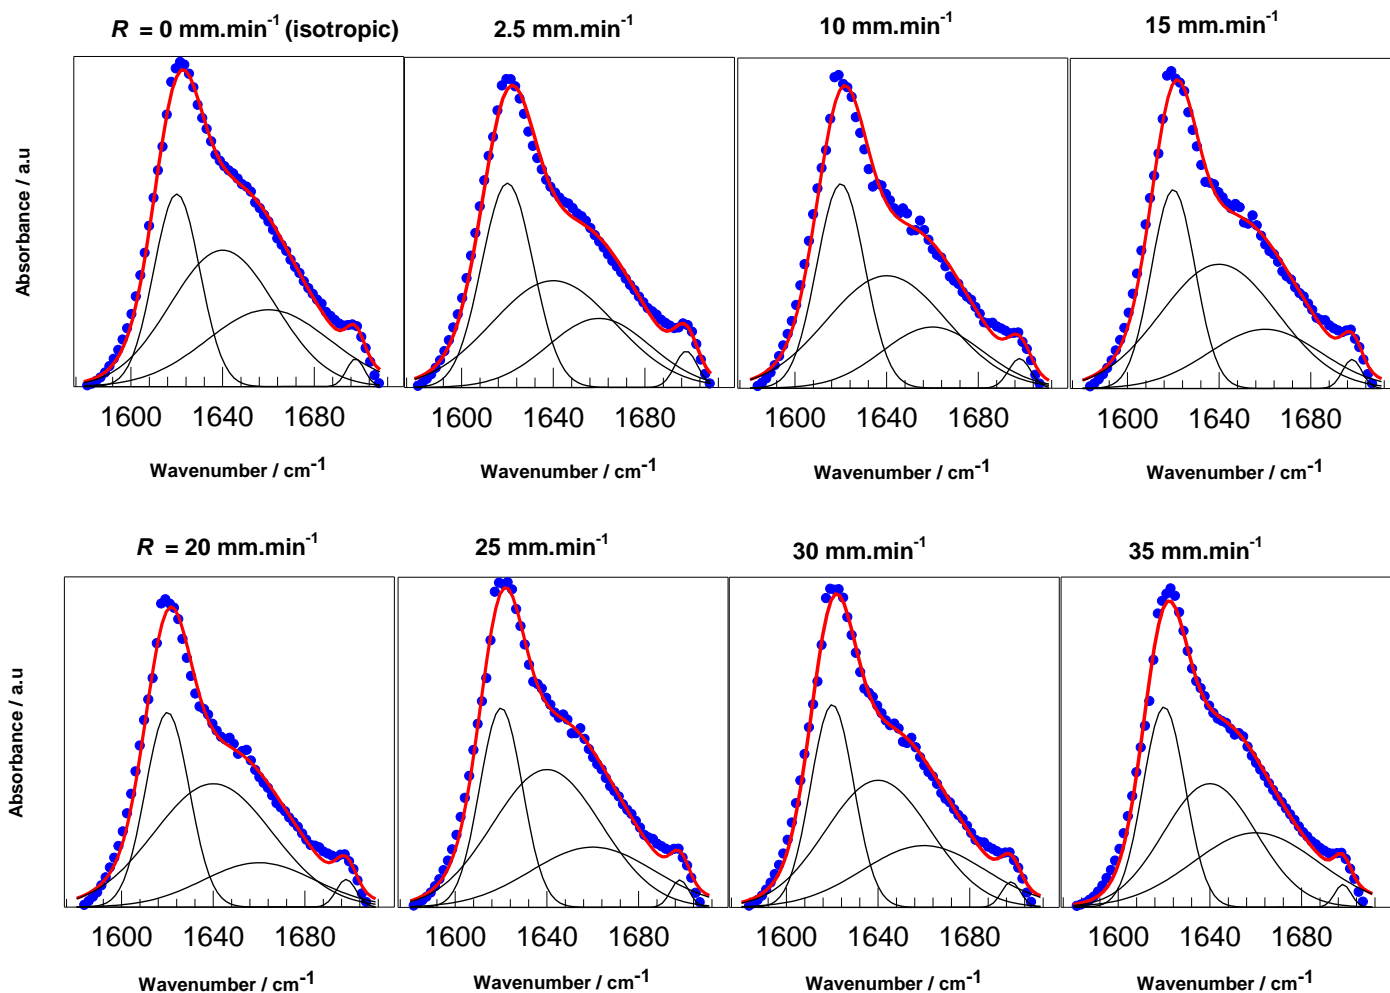 R = 0 mm.min-1 (isotropic) 2.5 mm.min-1 10 mm.min-1 15 mm.min-1
Absorbance / a.u
1600 1640 1680 1600 1640 1680 1600 1640 1680 1600 1640 1680
Wavenumber / cm-1 Wavenumber / cm-1 Wavenumber / cm-1 Wavenumber / cm-1
R = 20 mm.min-1 25 mm.min-1 30 mm.min-1 35 mm.min-1
Absorbance / a.u
1600 1640 1680 1600 1640 1680 1600 1640 1680 1600 1640 1680
Wavenumber / cm-1 Wavenumber / cm-1 Wavenumber / cm-1 Wavenumber / cm-1